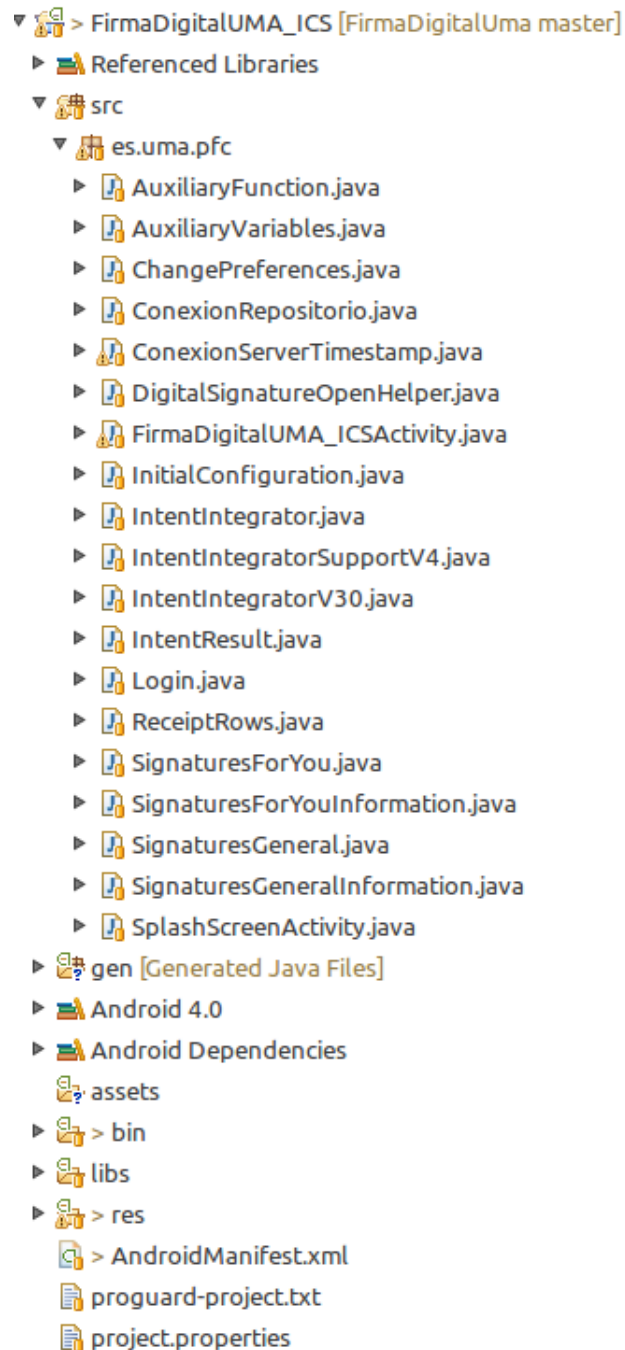 > FirmaDigitalUMA_ICS [FirmaDigitalUma master]
Referenced Libraries
src
es.uma.pfc
AuxiliaryFunction.java
AuxiliaryVariables.java
ChangePreferences.java
ConexionRepositorio.java
ConexionServerTimestamp.java
DigitalSignatureOpenHelper.java
FirmaDigitalUMA_ICSActivity.java
InitialConfiguration.java
IntentIntegrator.java
IntentIntegratorSupportV4.java
IntentIntegratorV30.java
IntentResult.java
Login.java
ReceiptRows.java
SignaturesForYou.java
SignaturesForYouInformation.java
SignaturesGeneral.java
SignaturesGeneralInformation.java
SplashScreenActivity.java
gen [Generated Java Files]
Android 4.0
Android Dependencies
assets
> bin
libs
> res
> AndroidManifest.xml
proguard-project.txt
project.properties